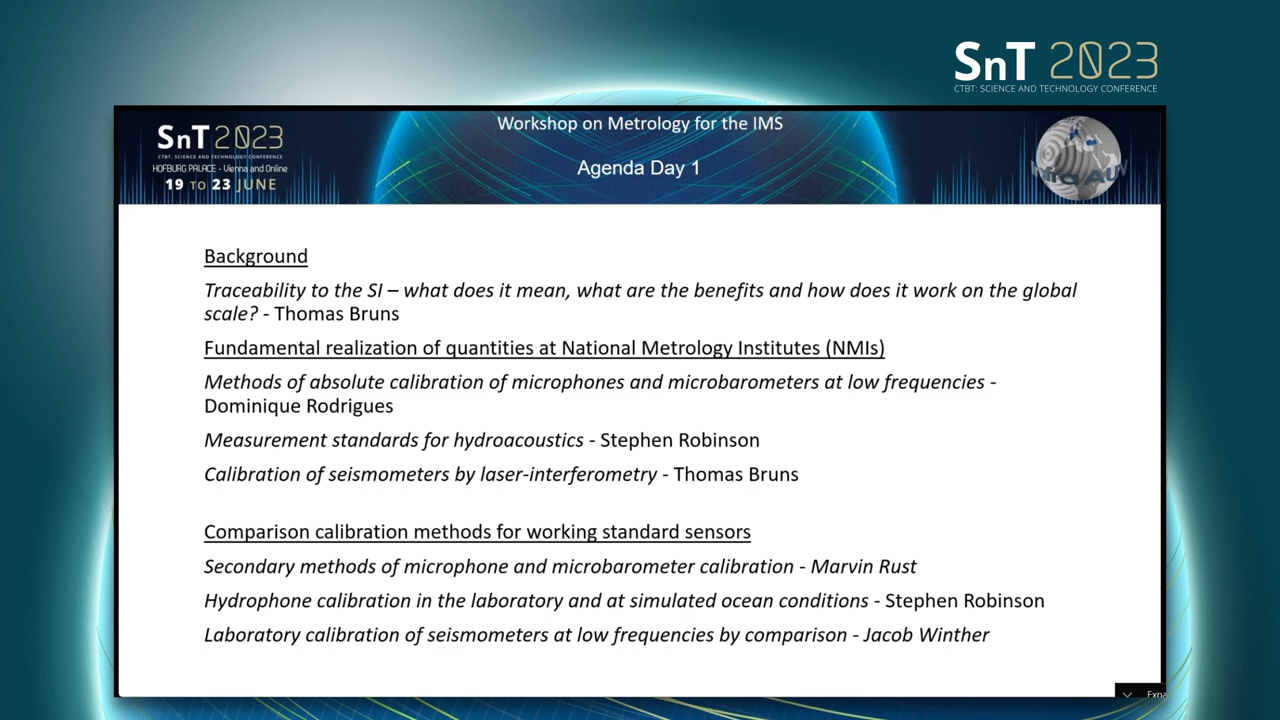 SnT 2023
CTBT: SCIENCE AND TECHNOLOGY CONFERENCE
SnT 2023
CTBT: SCIENCE AND TECHNOLOGY CONFERENCE
HOFBURG PALACE - Vienna and Online
19 TO 23 JUNE
Workshop on Metrology for the IMS
Agenda Day 1
Infra AUV
Background
Traceability to the SI – what does it mean, what are the benefits and how does it work on the global
scale? - Thomas Bruns
Fundamental realization of quantities at National Metrology Institutes (NMIs)
Methods of absolute calibration of microphones and microbarometers at low frequencies -
Dominique Rodrigues
Measurement standards for hydroacoustics - Stephen Robinson
Calibration of seismometers by laser-interferometry - Thomas Bruns
Comparison calibration methods for working standard sensors
Secondary methods of microphone and microbarometer calibration - Marvin Rust
Hydrophone calibration in the laboratory and at simulated ocean conditions - Stephen Robinson
Laboratory calibration of seismometers at low frequencies by comparison - Jacob Winther